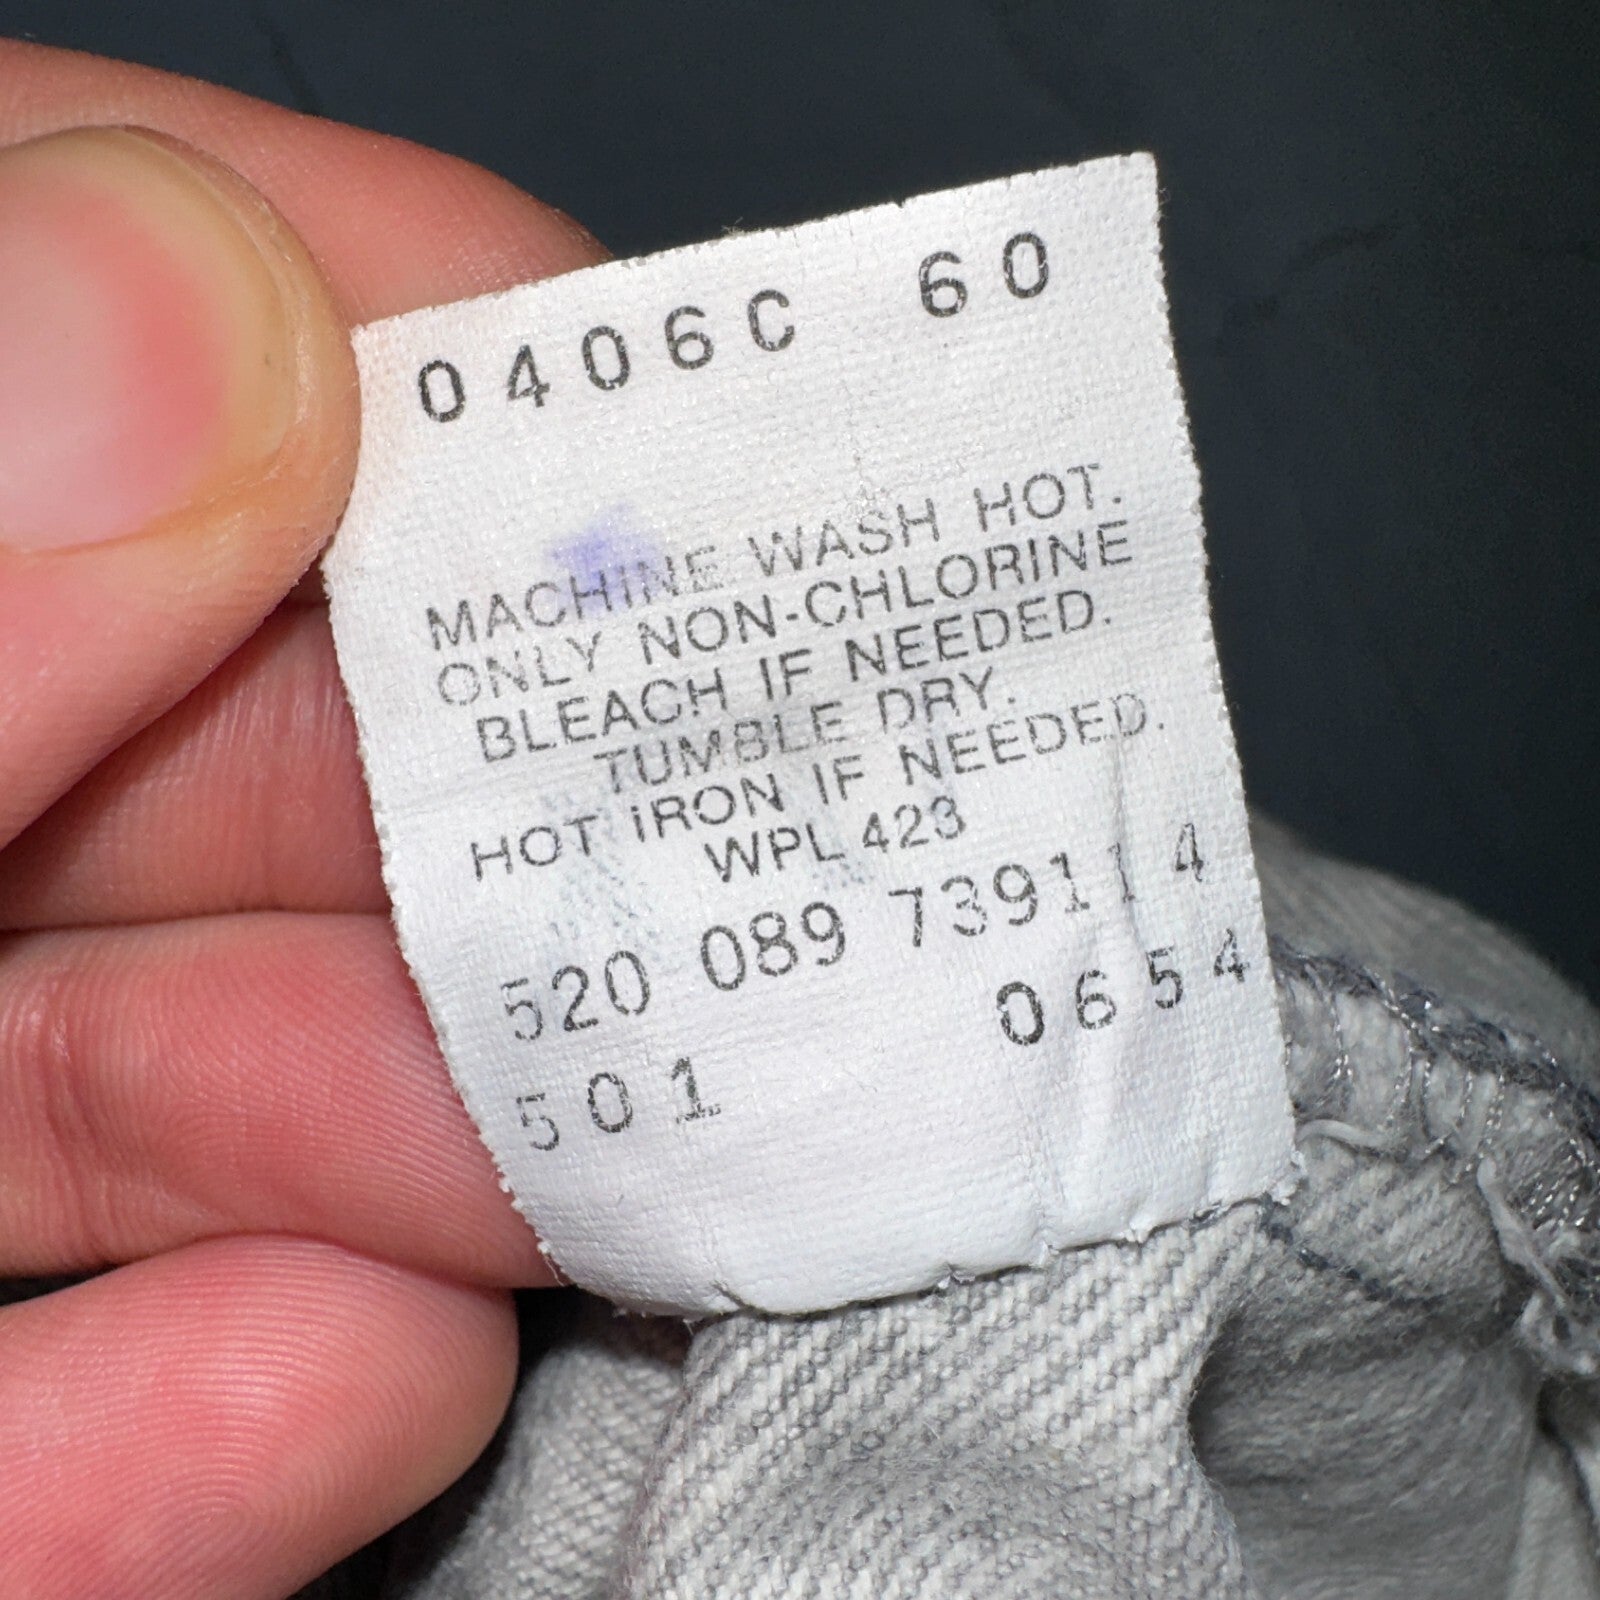 0406C 60
MACHINE WASH HOT.
ONLY NON-CHLORINE
BLEACH IF NEEDED.
TUMBLE DRY.
HOT IRON IF NEEDED.
WPL 423
520 089 739114
0654
501